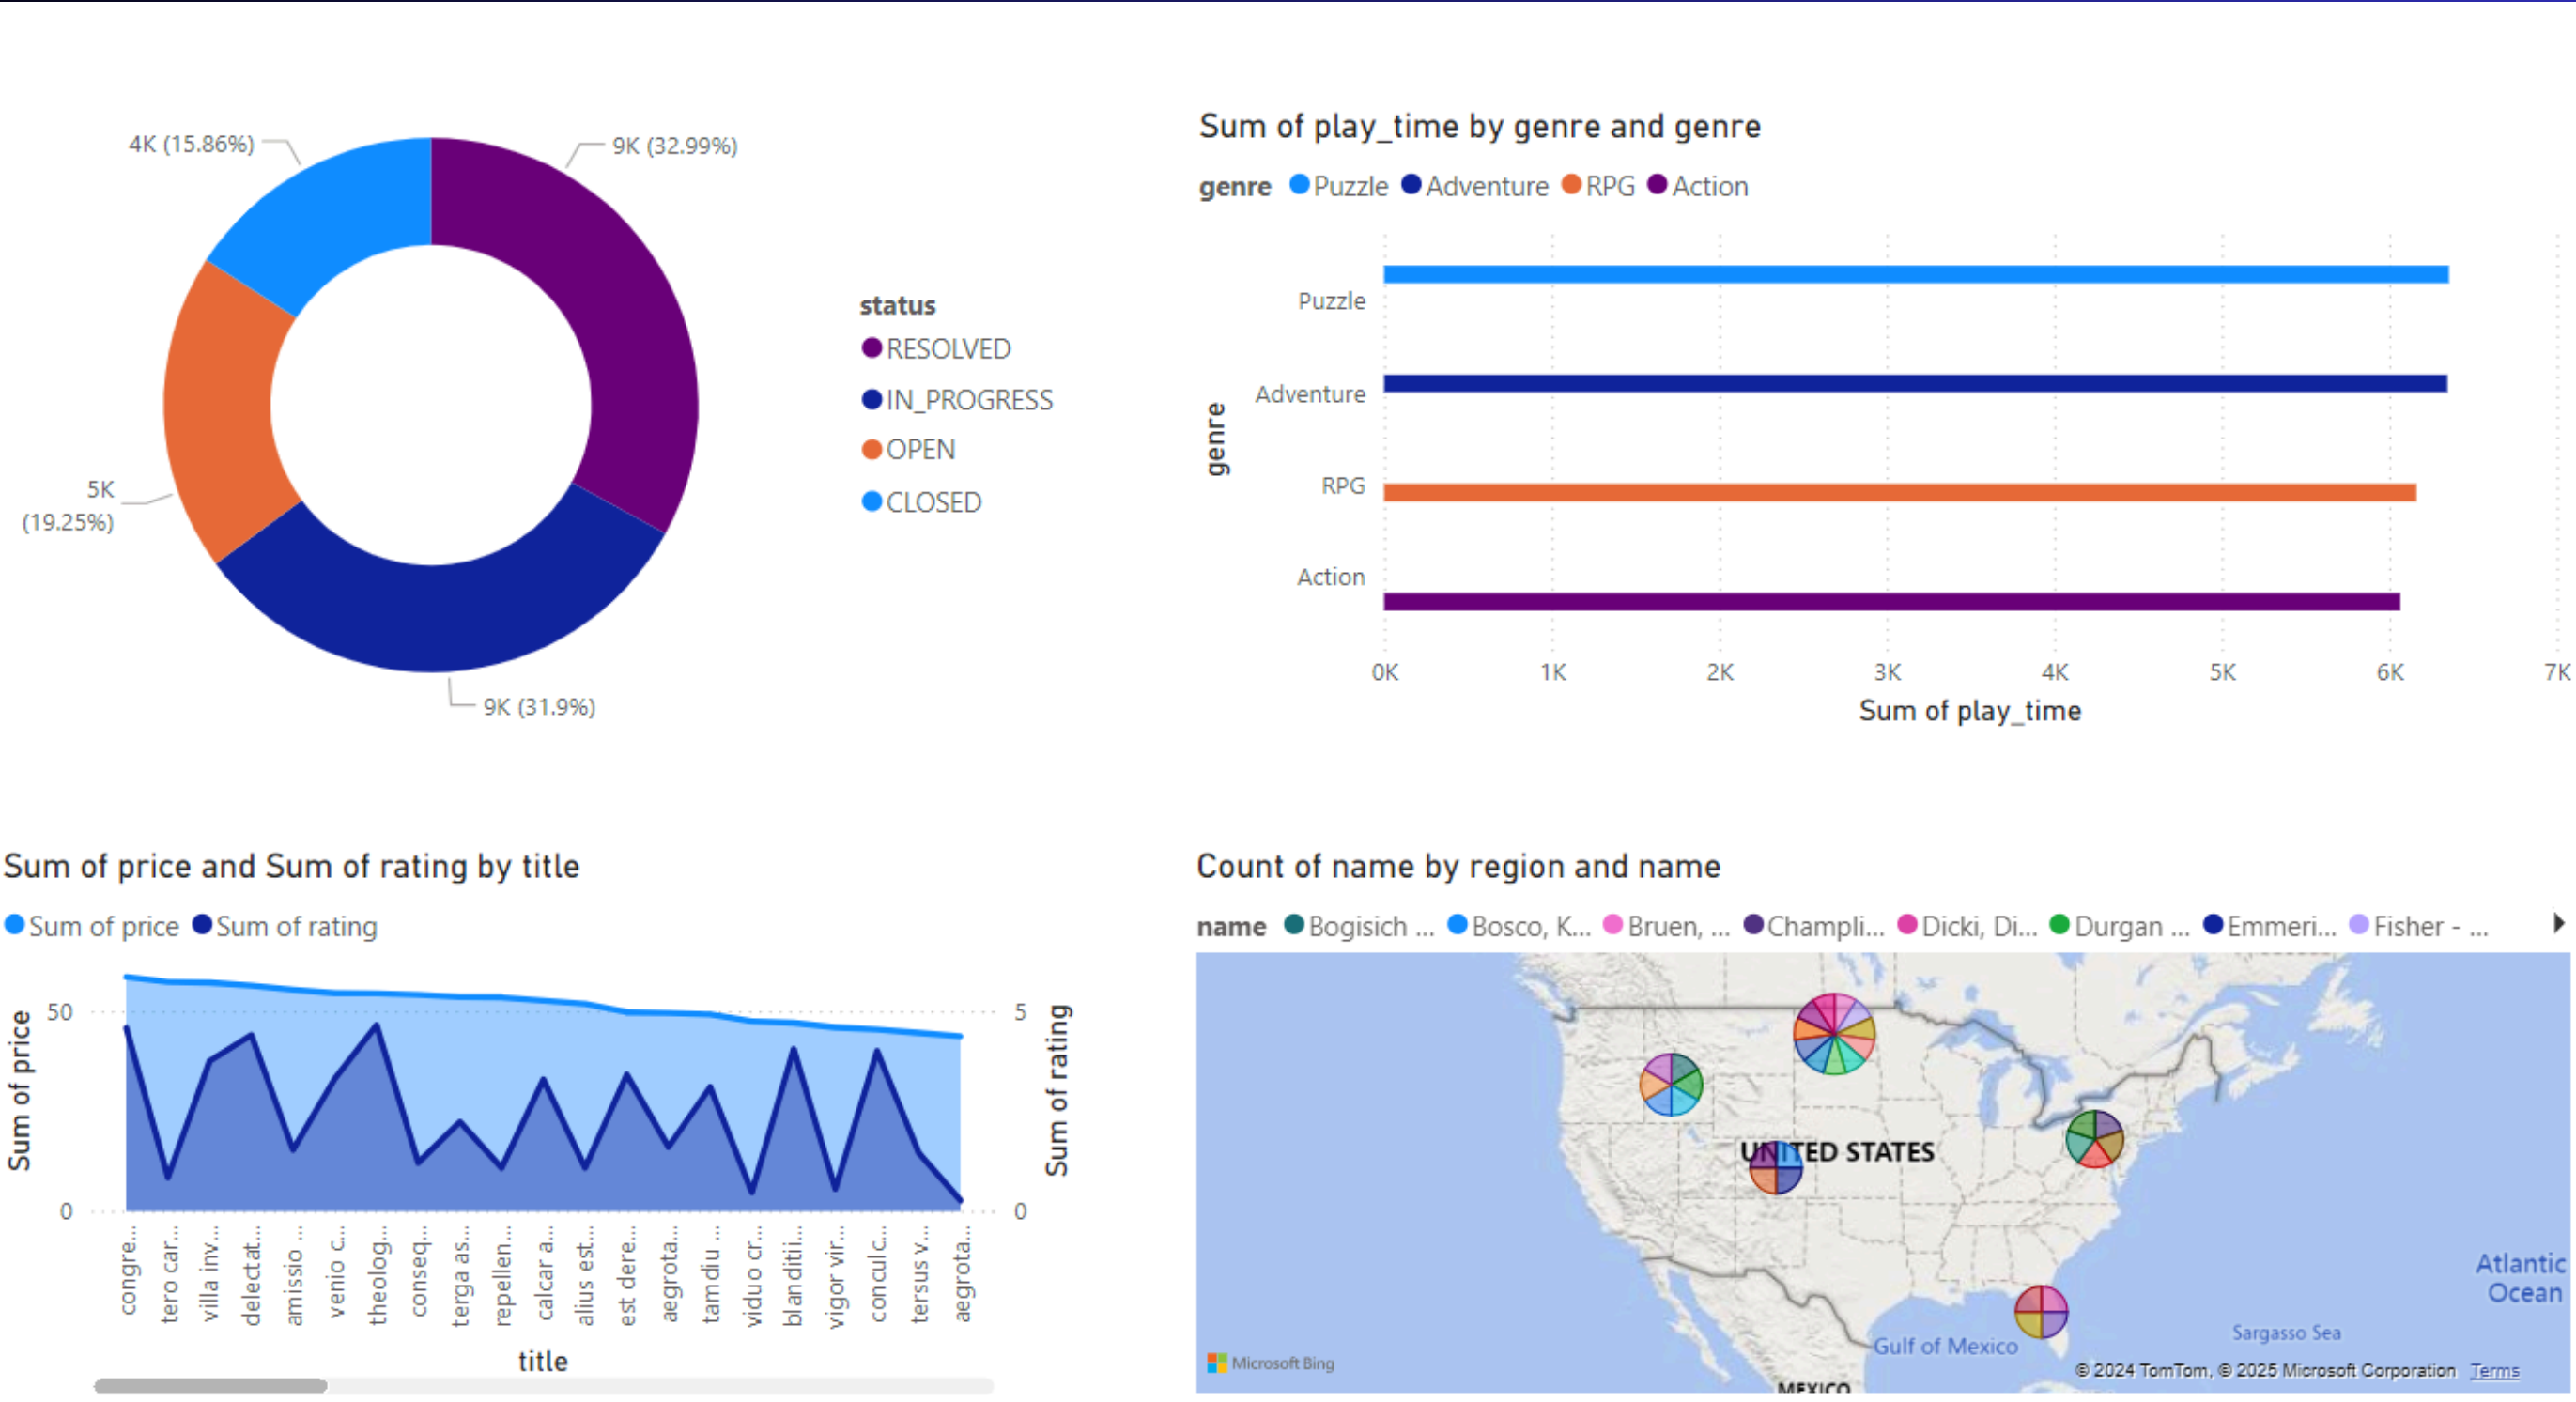 4K (15.86%)
9K (32.99%)
5K
(19.25%)
9K (31.9%)
status
RESOLVED
IN_PROGRESS
OPEN
CLOSED
Sum of play_time by genre and genre
genre Puzzle Adventure RPG Action
genre
Puzzle
Adventure
RPG
Action
0K 1K 2K 3K 4K 5K 6K 7K
Sum of play_time
Sum of price and Sum of rating by title
Sum of price Sum of rating
Sum of price
50
0
5
0
Sum of rating
congre...
tero car...
villa inv...
delectat...
amissio ...
venio c...
theolog...
conseq...
terga as...
repellen...
calcar a...
alius est...
est dere...
aegrota...
tamdiu ...
viduo cr...
blanditii...
vigor vir...
conculc...
tersus v...
aegrota...
title
Count of name by region and name
name Bogisich ... Bosco, K... Bruen, ... Champli... Dicki, Di... Durgan ... Emmeri... Fisher - ...
UNITED STATES
Atlantic
Ocean
Sargasso Sea
Gulf of Mexico
MEXICO
Microsoft Bing
© 2024 TomTom, © 2025 Microsoft Corporation Terms